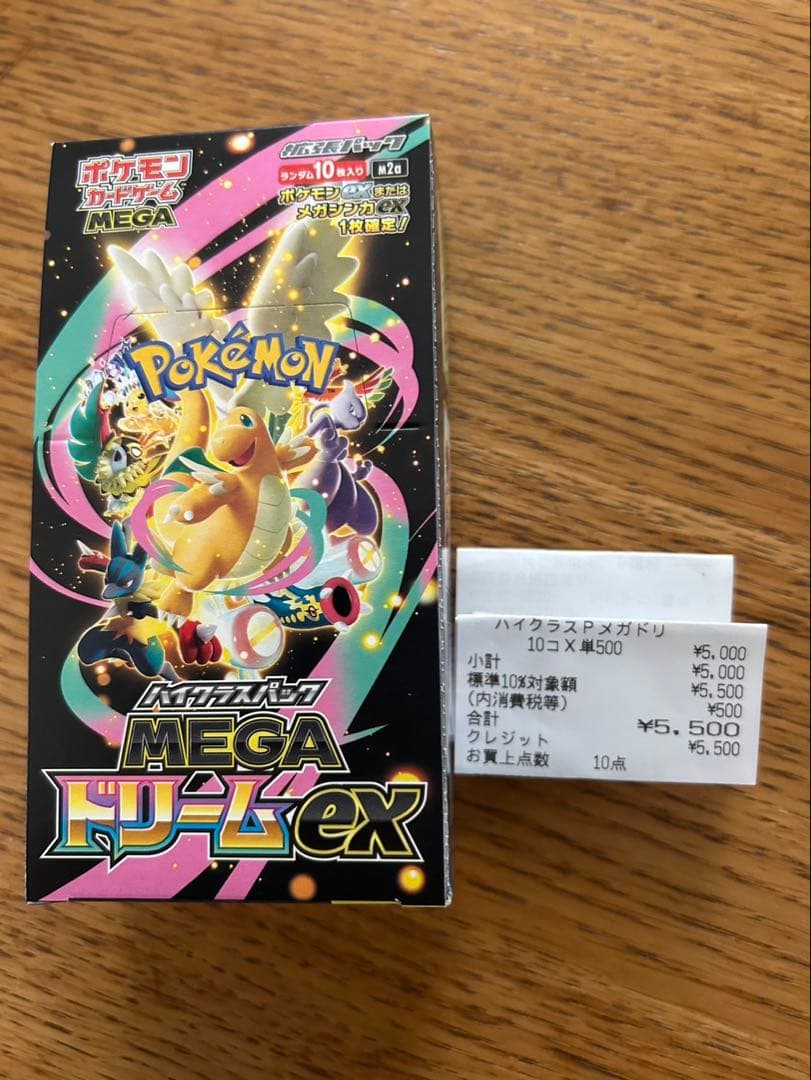 ポケモン
カードゲーム
MEGA
拡張パック
ランダム10枚入り M2a
ポケモンexまたは
メガシンカex
1枚確定!
POKéMON
ハイクラスパック
MEGA
ドリームex
ハイクラスP メガドリ
10コX単500 ¥5,000
小計 ¥5,000
標準10%対象額 ¥5,500
(内消費税等) ¥500
合計 ¥5,500
クレジット ¥5,500
お買上点数 10点